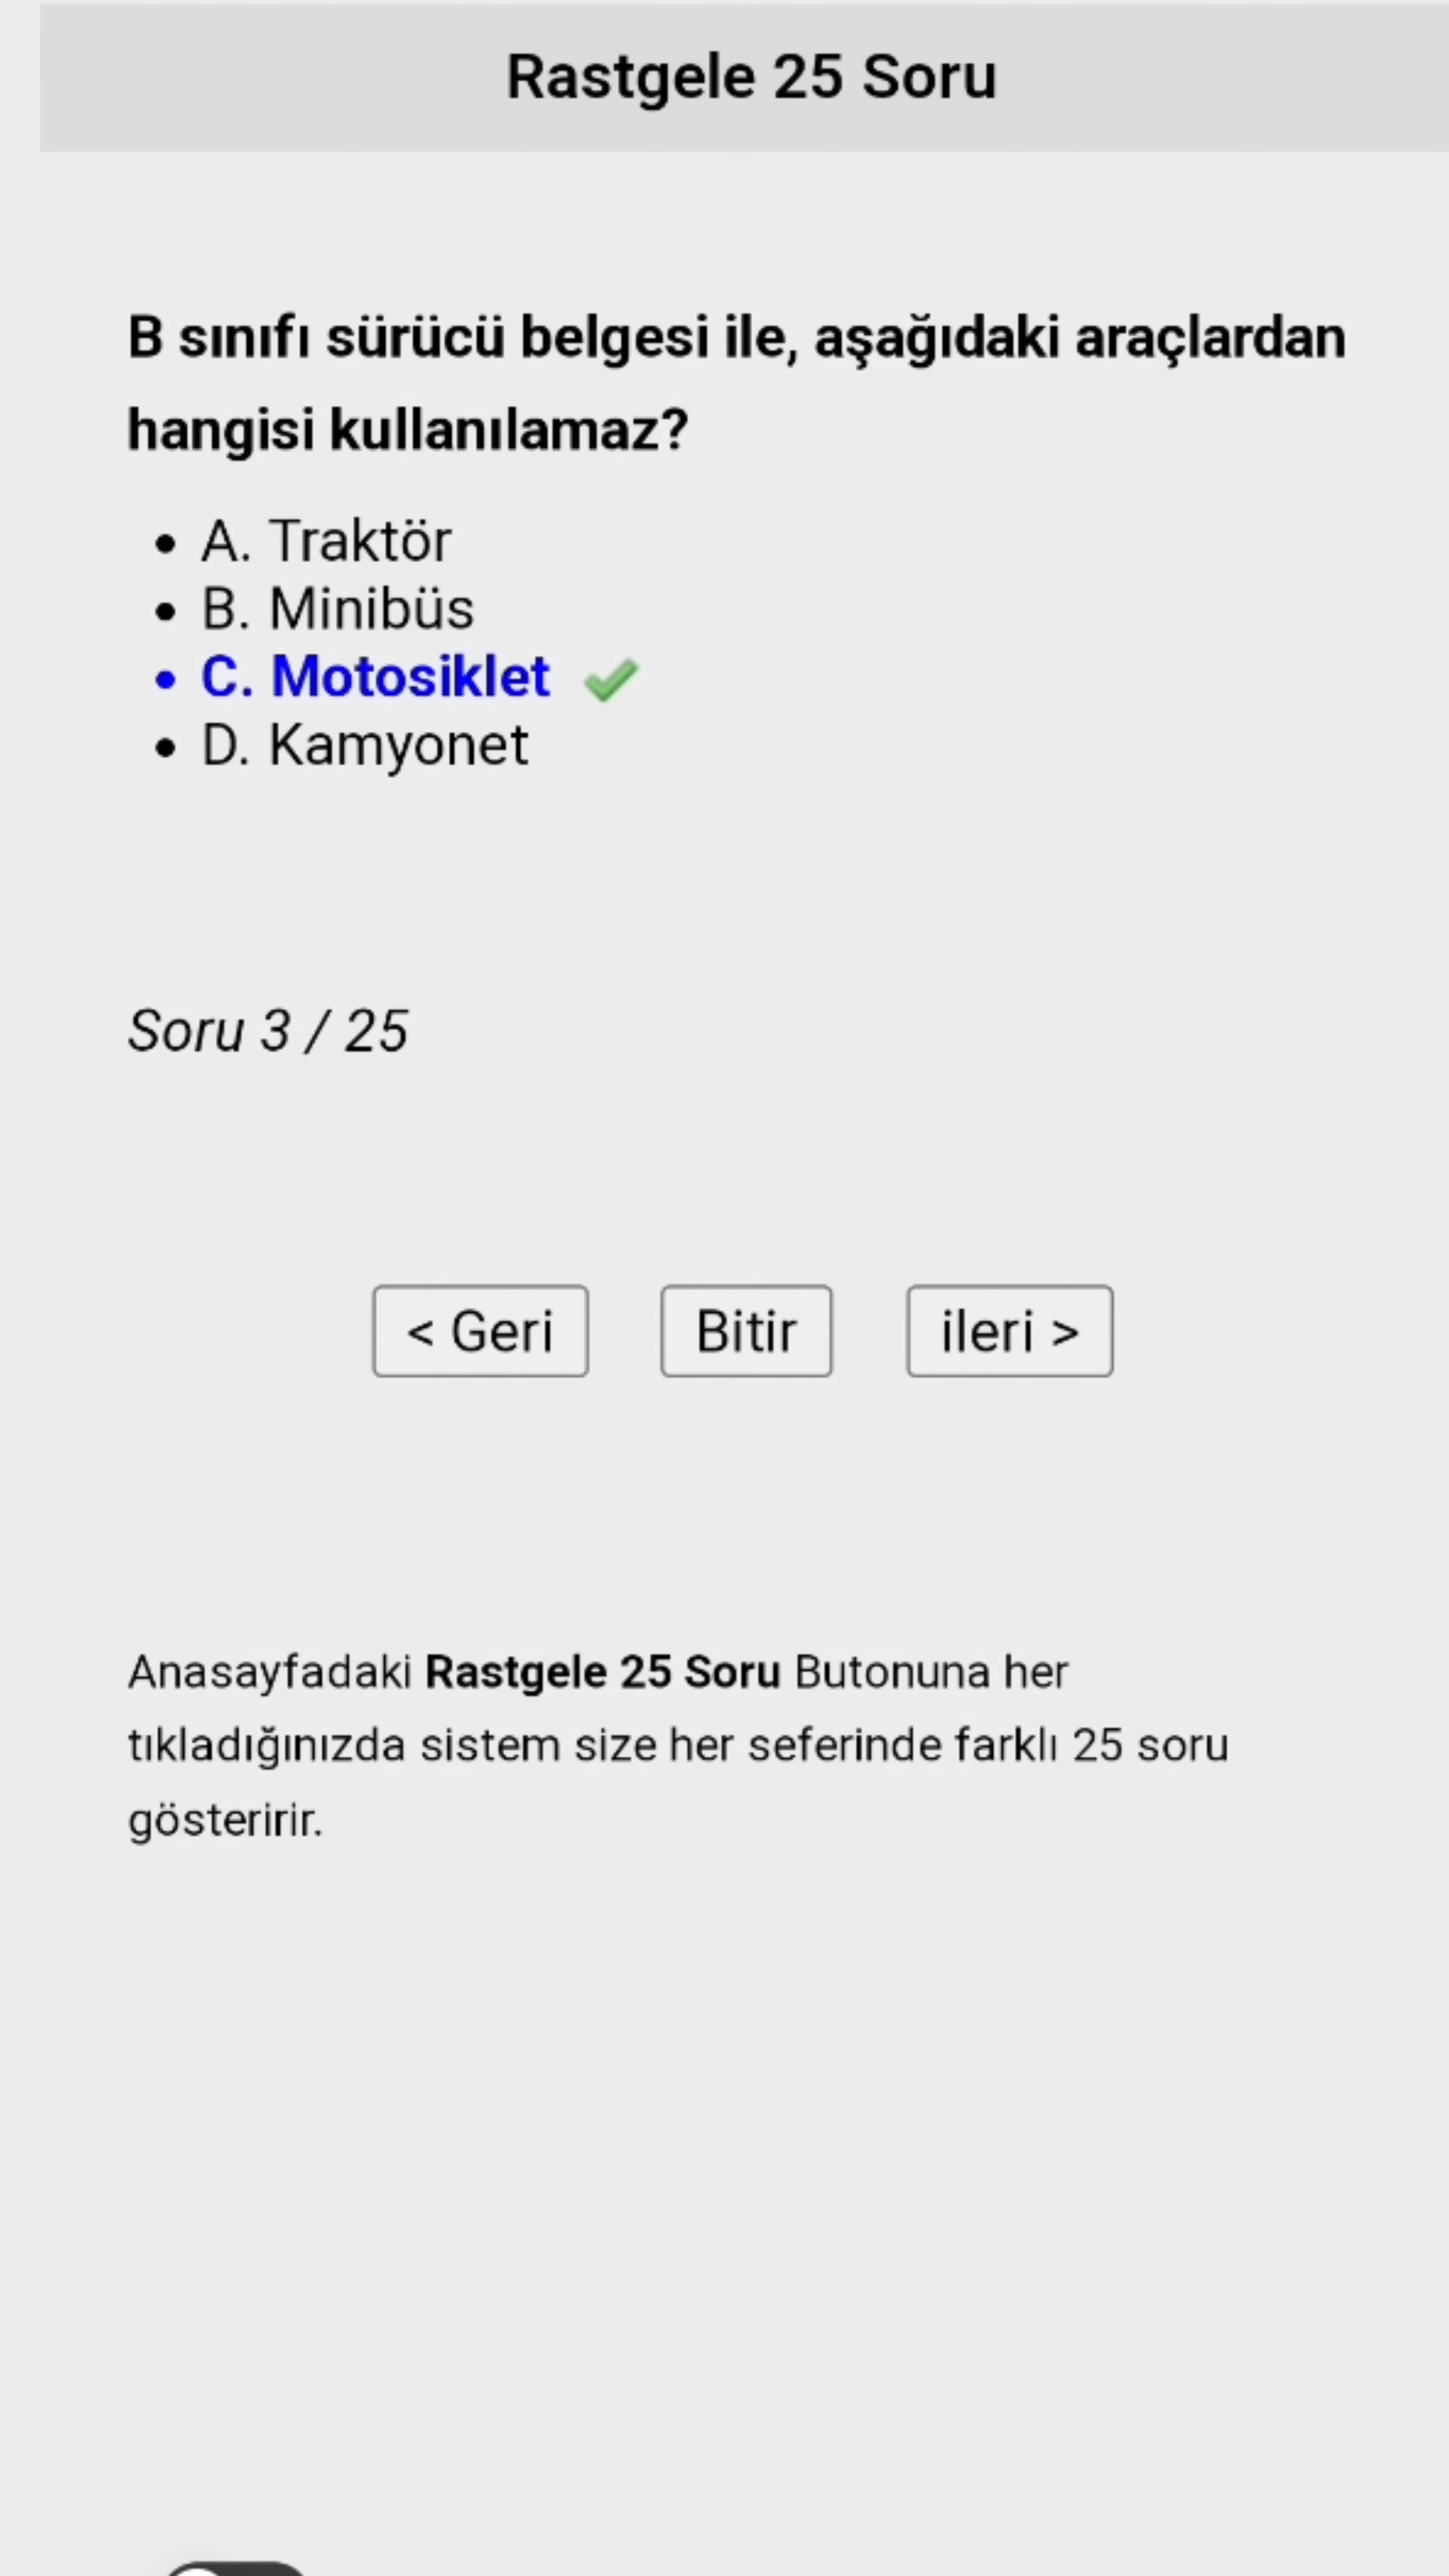 Rastgele 25 Soru
B sınıfı sürücü belgesi ile, aşağıdaki araçlardan
hangisi kullanılamaz?
• A. Traktör
• B. Minibüs
• C. Motosiklet ✔
• D. Kamyonet
Soru 3 / 25
< Geri
Bitir
ileri >
Anasayfadaki Rastgele 25 Soru Butonuna her
tıkladığınızda sistem size her seferinde farklı 25 soru
gösteririr.